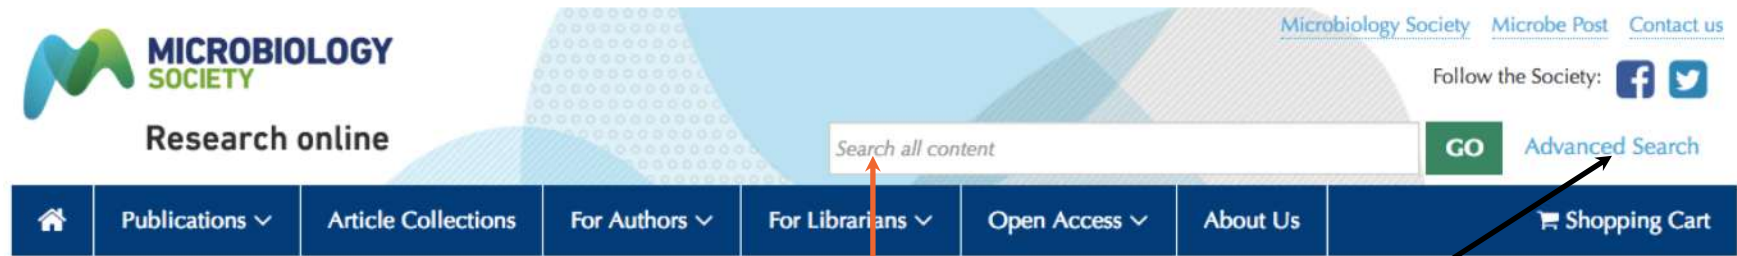 Microbiology Society Microbe Post Contact us
MICROBIOLOGY
SOCIETY
Follow the Society:
Research online
Search all content GO Advanced Search
Publications Article Collections For Authors For Librarians Open Access About Us Shopping Cart